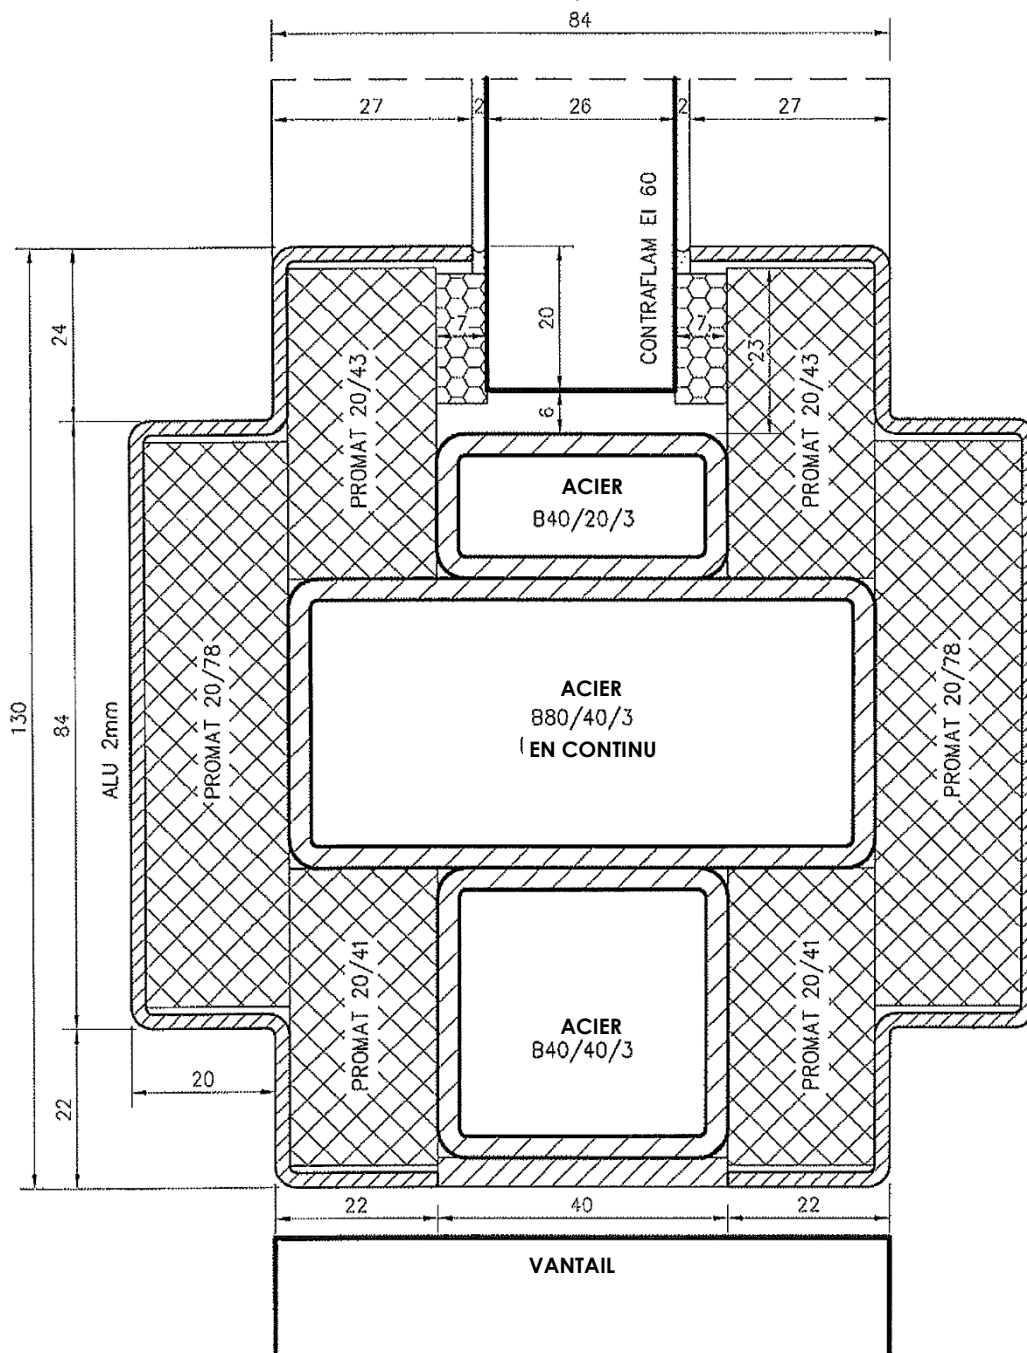 84
27
2
26
2
27
CONTRAFLAM EI 60
24
7
20
7
23
6
PROMAT 20/43
PROMAT 20/43
ACIER
B40/20/3
130
84
ALU 2mm
PROMAT 20/78
ACIER
B80/40/3
EN CONTINU
PROMAT 20/78
PROMAT 20/41
ACIER
B40/40/3
PROMAT 20/41
20
22
22
40
22
VANTAIL